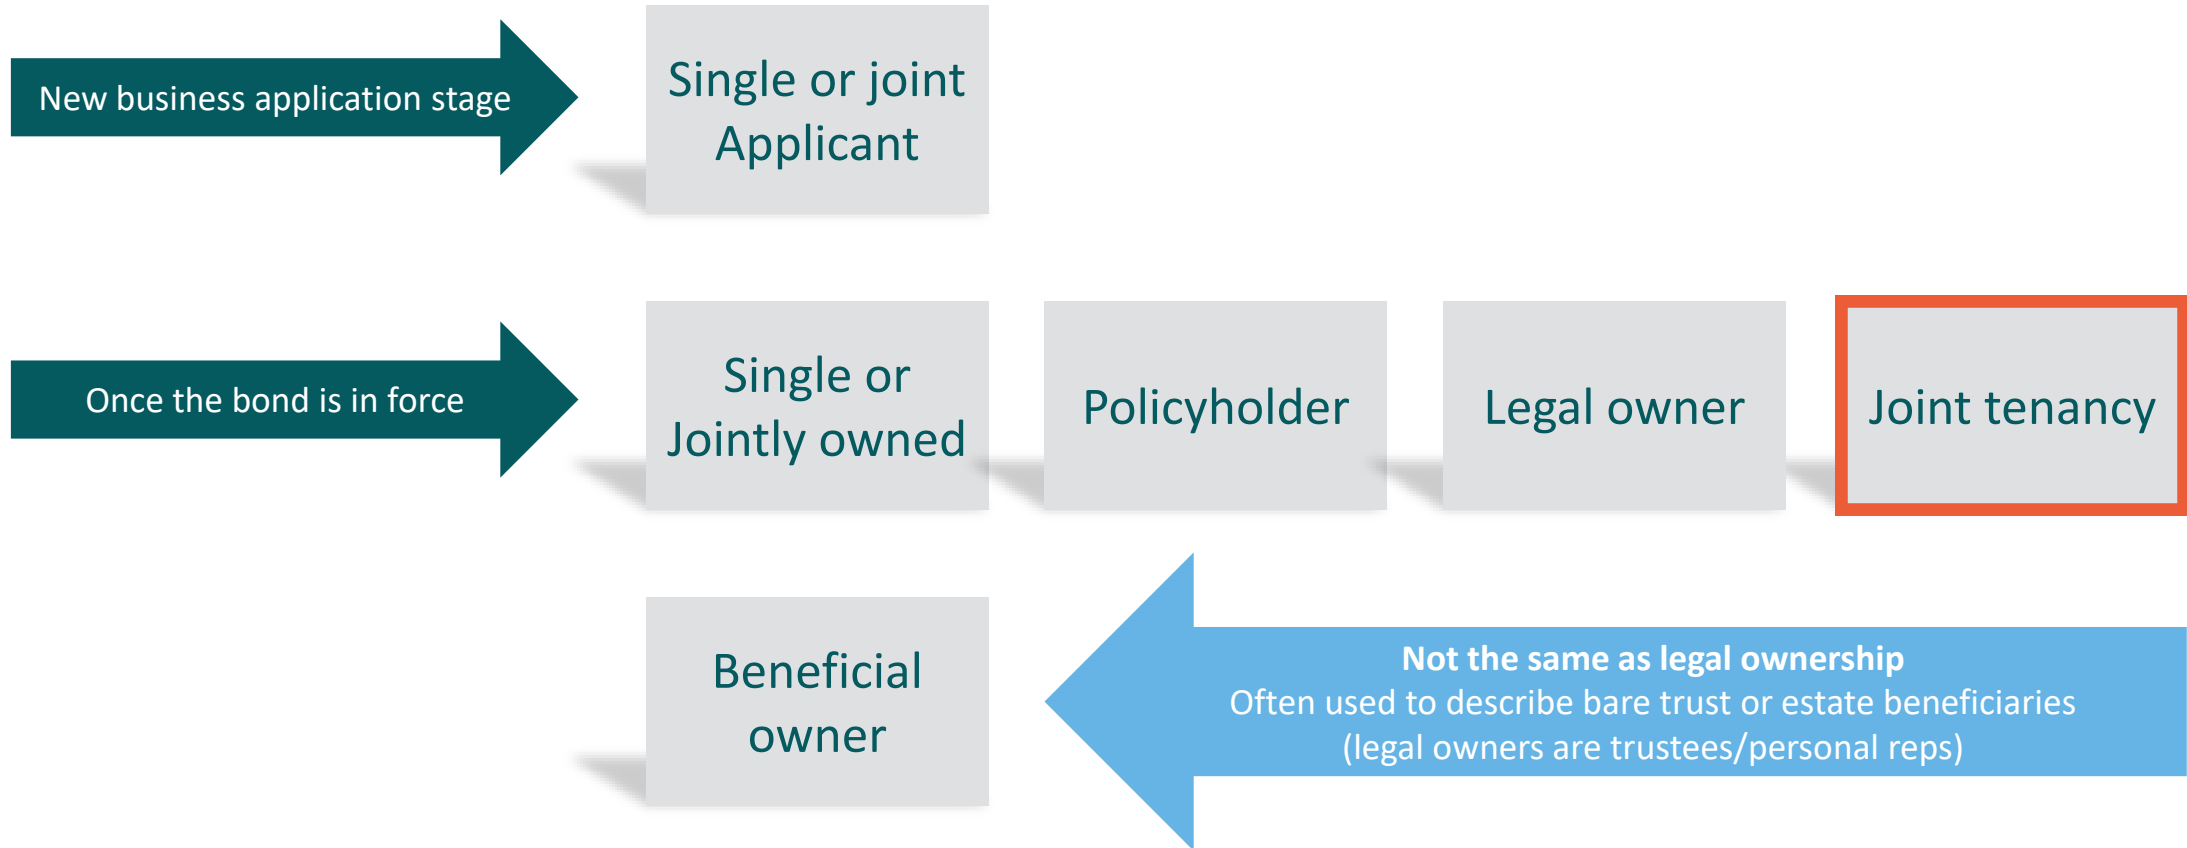 New business application stage
Single or joint
Applicant
Once the bond is in force
Single or
Jointly owned
Policyholder
Legal owner
Joint tenancy
Beneficial
owner
Not the same as legal ownership
Often used to describe bare trust or estate beneficiaries
(legal owners are trustees/personal reps)